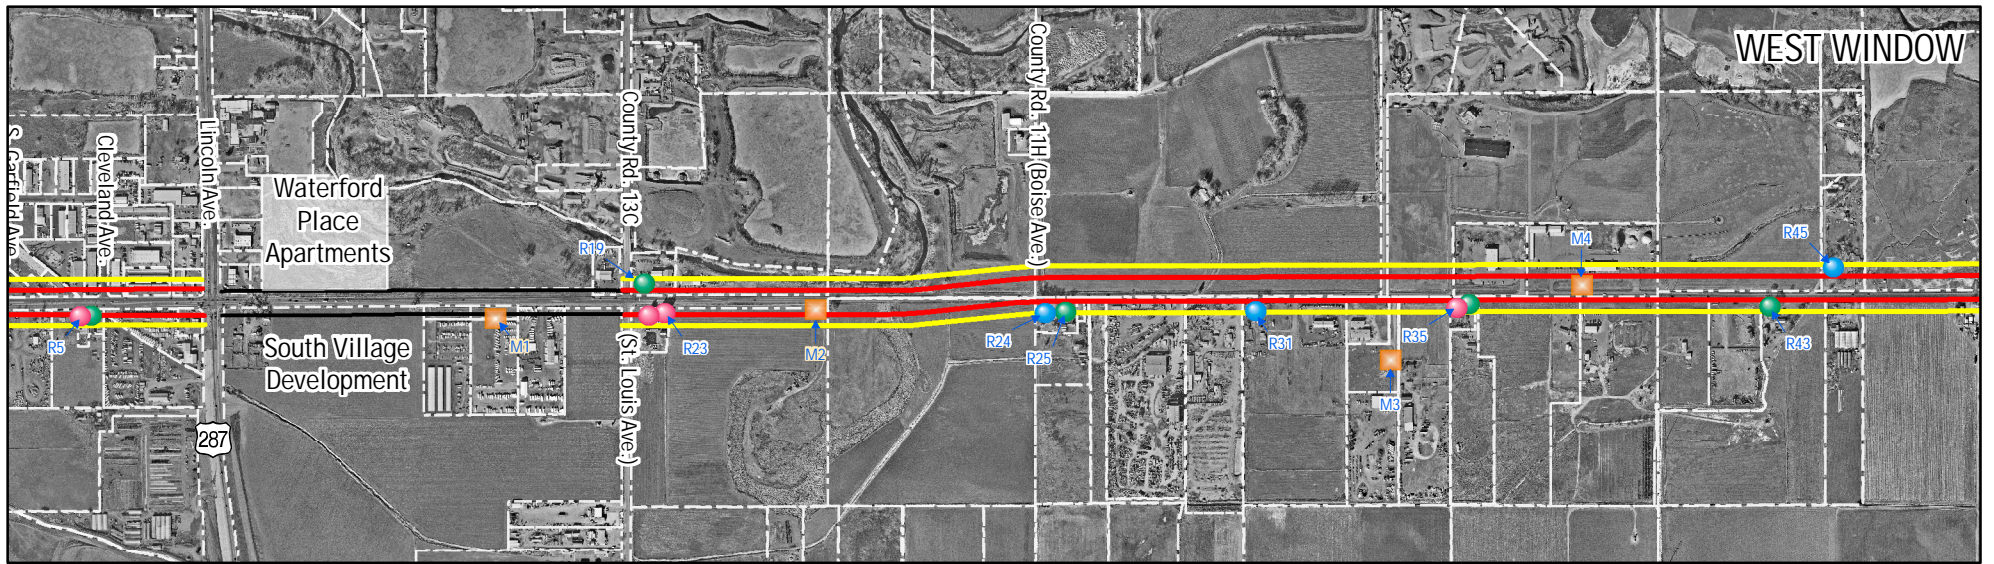 WEST WINDOW
S. Canfield Ave.
Cleveland Ave.
Lincoln Ave.
County Rd. 13C
(St. Louis Ave.)
County Rd. 11H (Boise Ave.)
Waterford
Place
Apartments
South Village
Development
287
R5
R19
M1
R23
M2
R24
R25
R31
M3
R35
M4
R43
R45